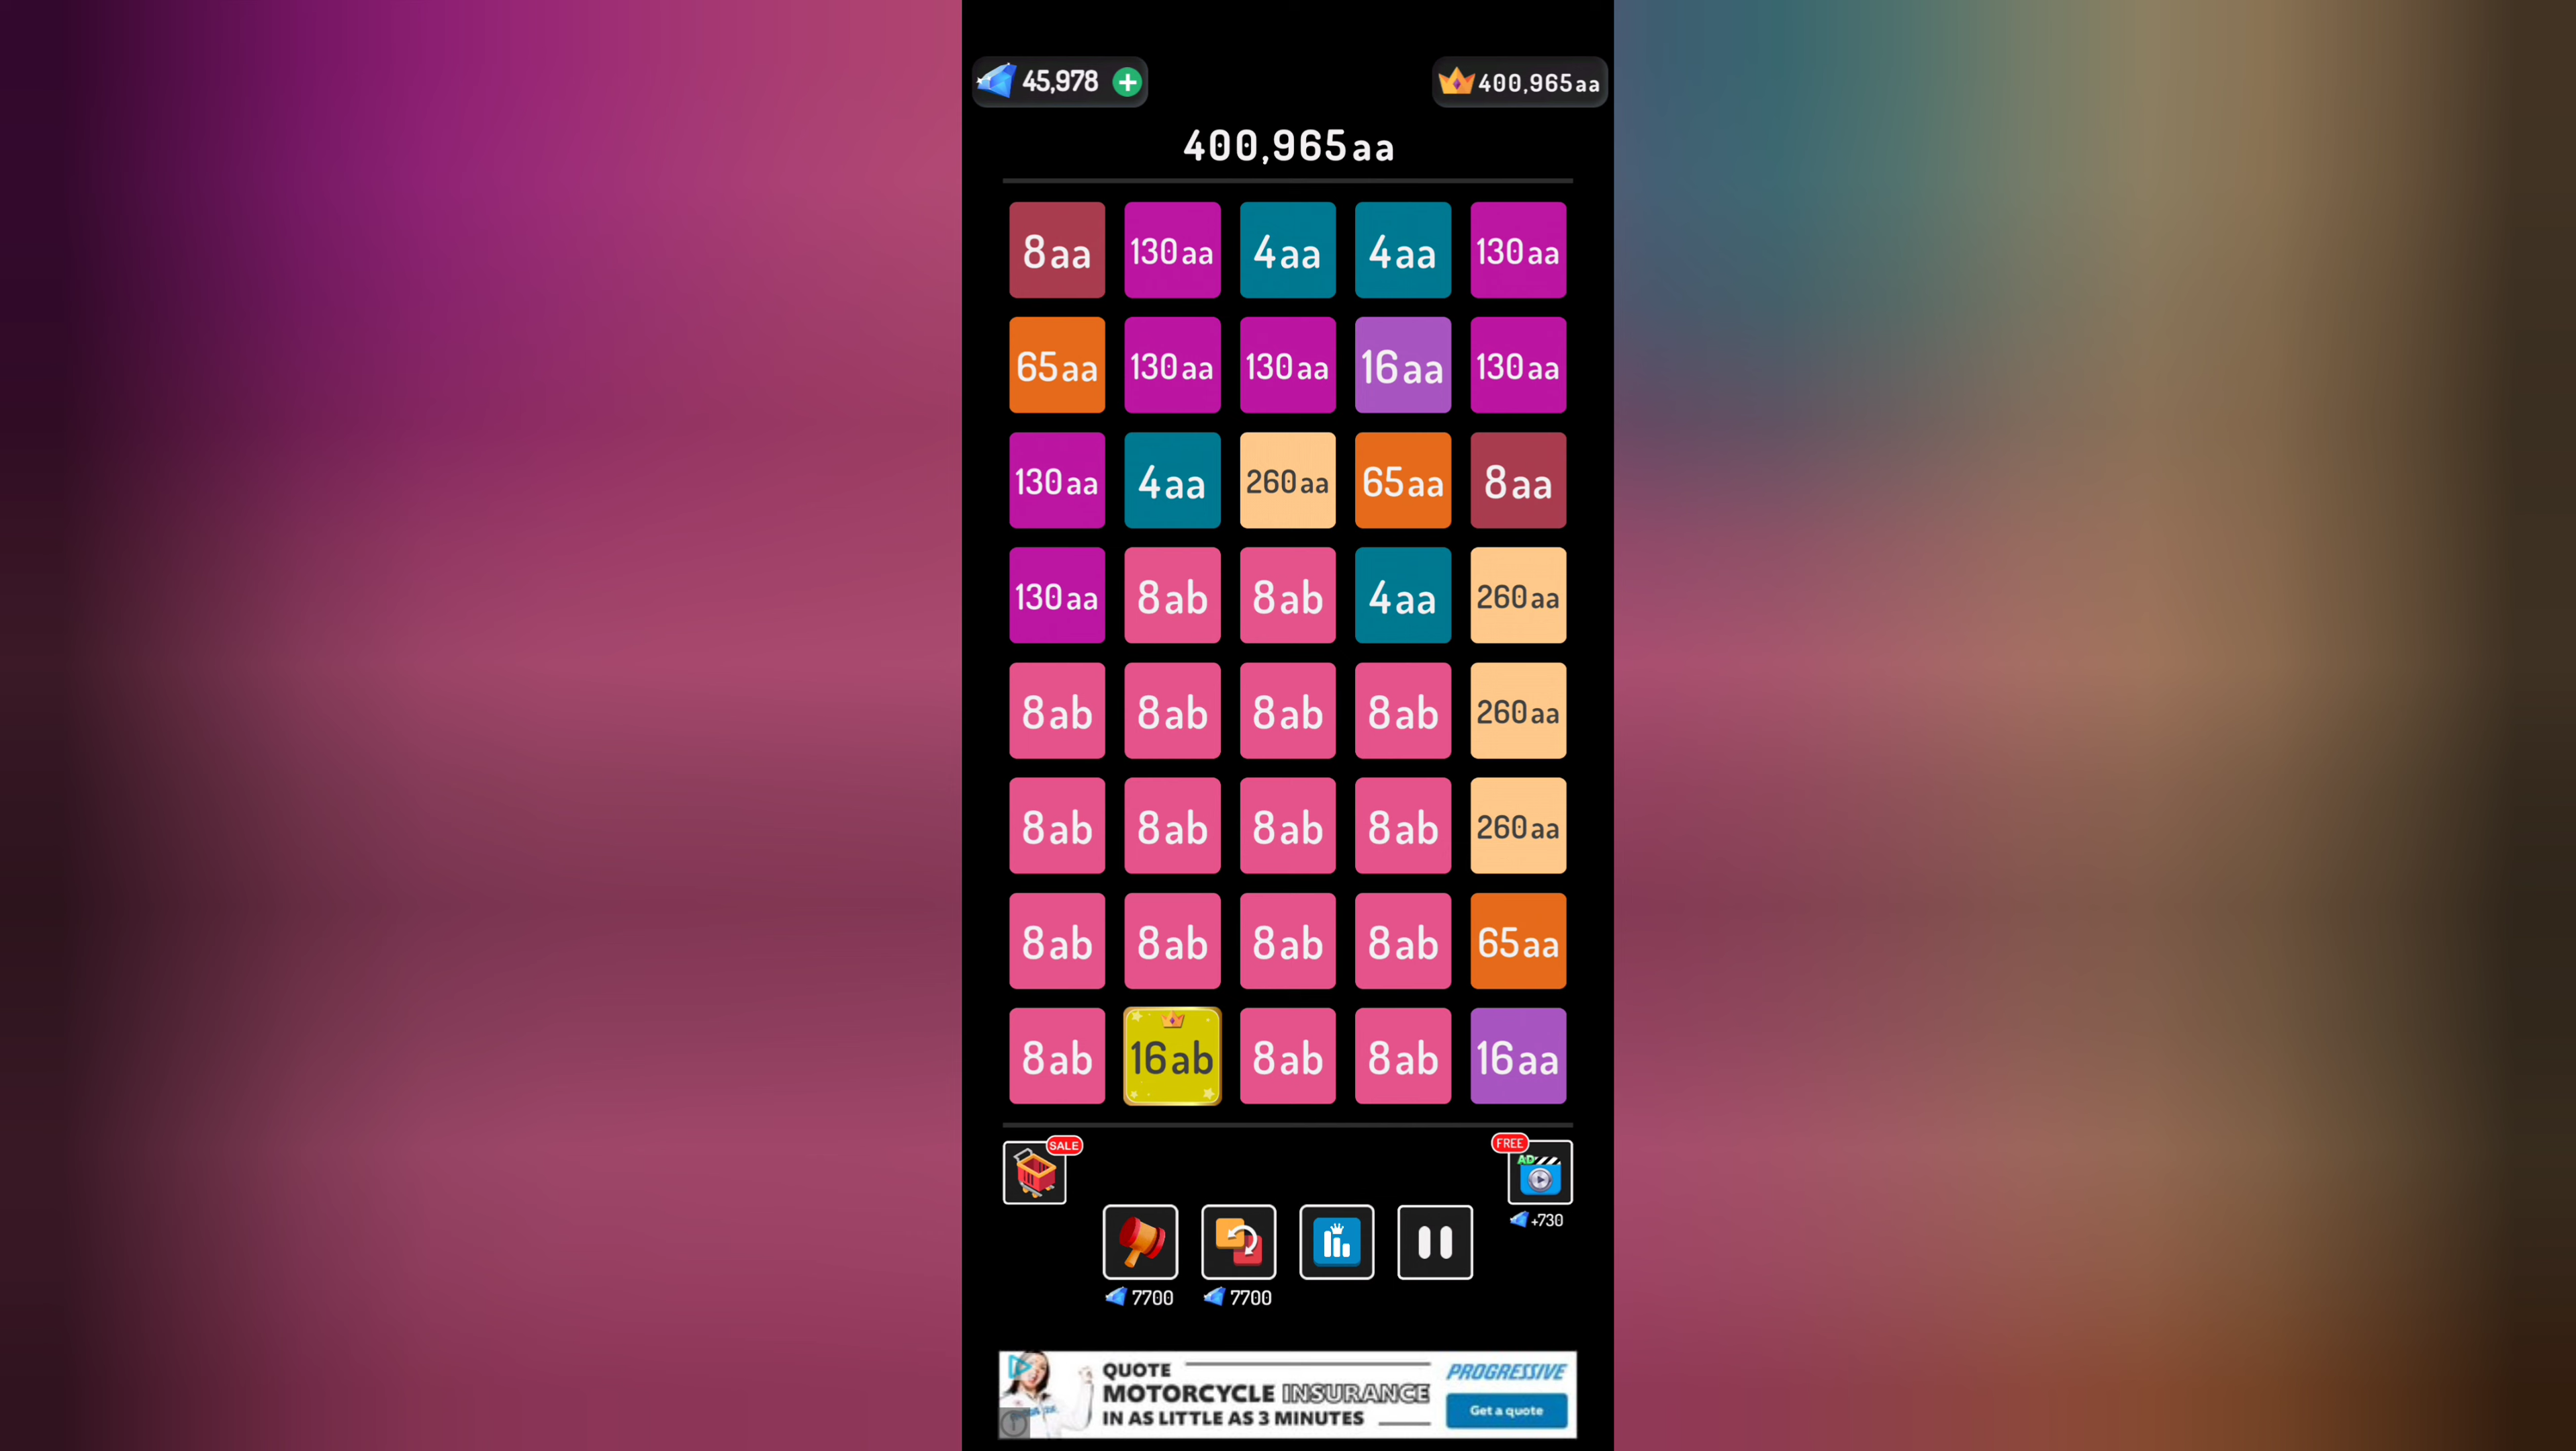 45,978
400,965aa
400,965aa
8aa 130aa 4aa 4aa 130aa
65aa 130aa 130aa 16aa 130aa
130aa 4aa 260aa 65aa 8aa
130aa 8ab 8ab 4aa 260aa
8ab 8ab 8ab 8ab 260aa
8ab 8ab 8ab 8ab 260aa
8ab 8ab 8ab 8ab 65aa
8ab 16ab 8ab 8ab 16aa
SALE
FREE
AD
+730
7700 7700
QUOTE
MOTORCYCLE INSURANCE
IN AS LITTLE AS 3 MINUTES
PROGRESSIVE
Get a quote